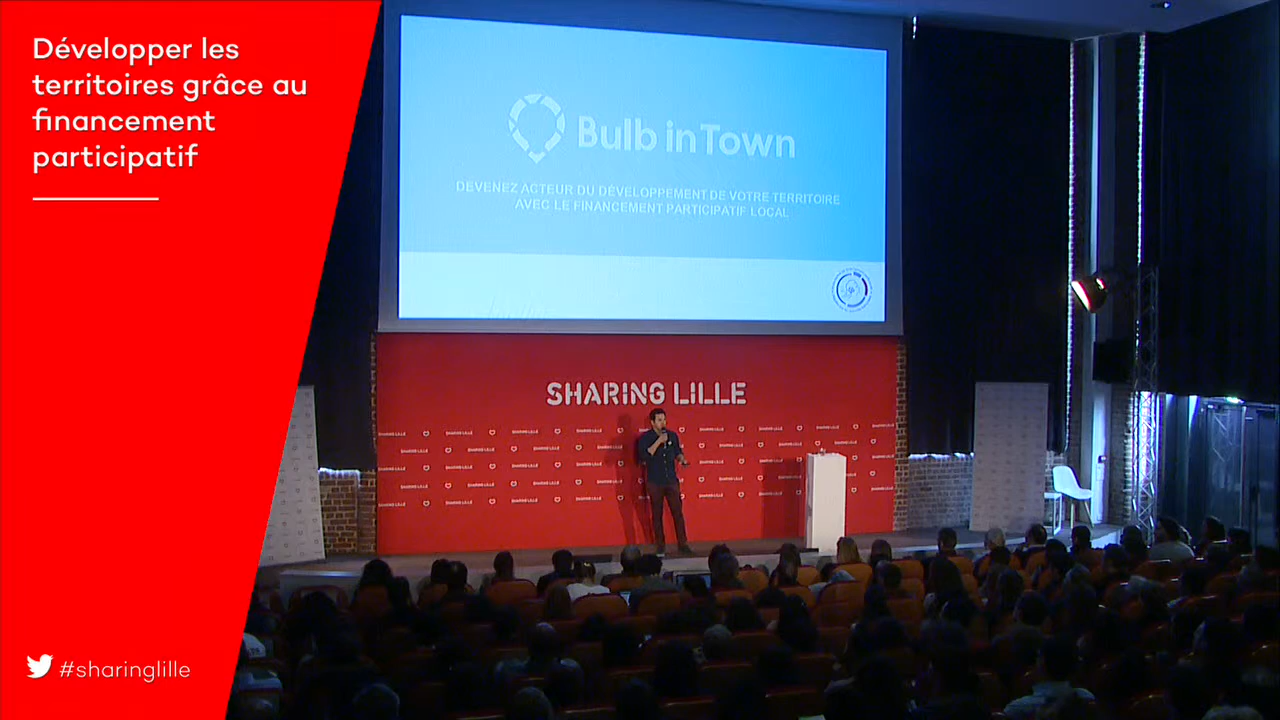 Développer les
territoires grâce au
financement
participatif
#sharinglille
Bulb in Town
DEVENEZ ACTEUR DU DÉVELOPPEMENT DE VOTRE TERRITOIRE
AVEC LE FINANCEMENT PARTICIPATIF LOCAL
SHARING LILLE